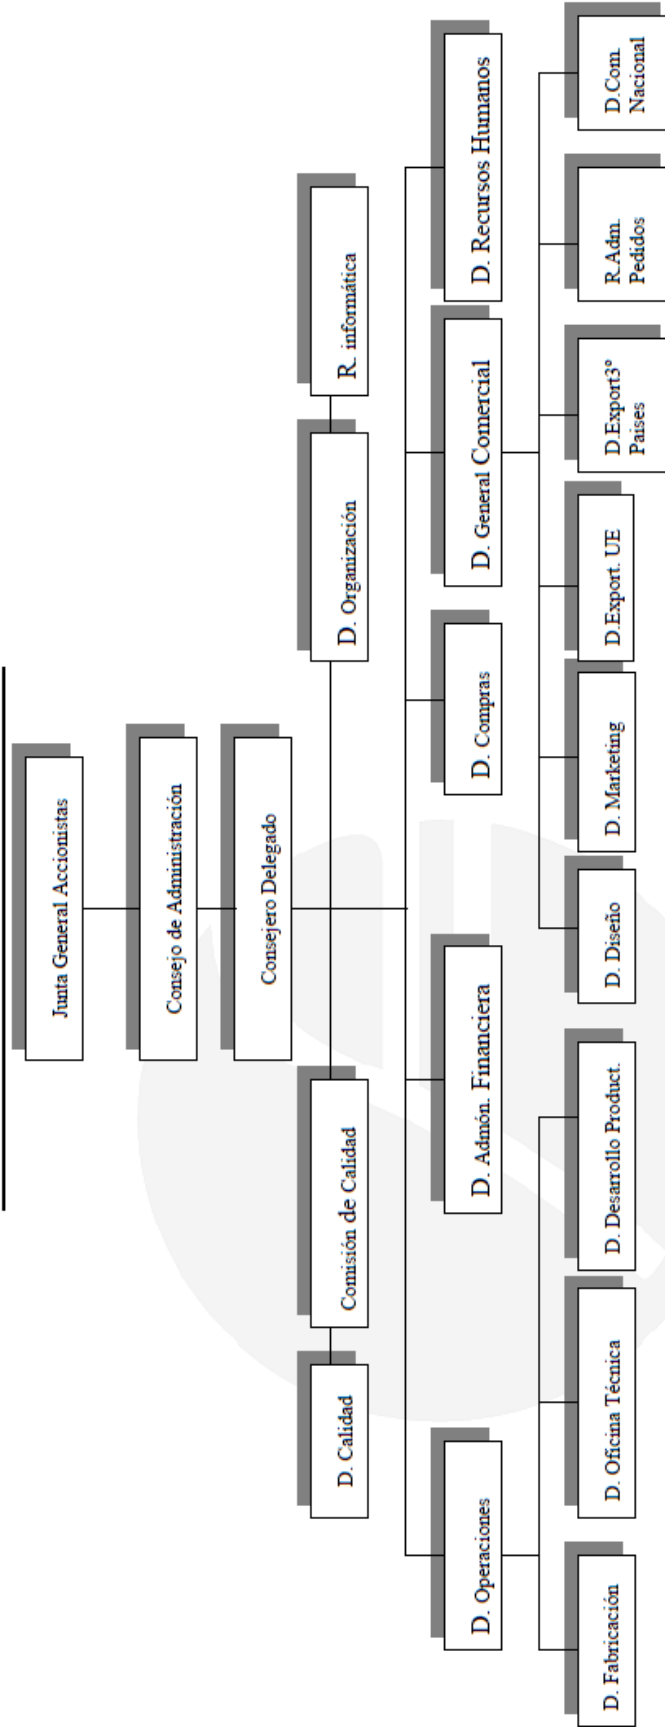 Junta General Accionistas
Consejo de Administración
Consejero Delegado
D. Calidad
Comisión de Calidad
D. Organización
R. informática
D. Operaciones
D. Admón. Financiera
D. Compras
D. General Comercial
D. Recursos Humanos
D. Fabricación
D. Oficina Técnica
D. Desarrollo Product.
D. Diseño
D. Marketing
D.Export. UE
D.Export3º
Paises
R.Adm.
Pedidos
D.Com.
Nacional